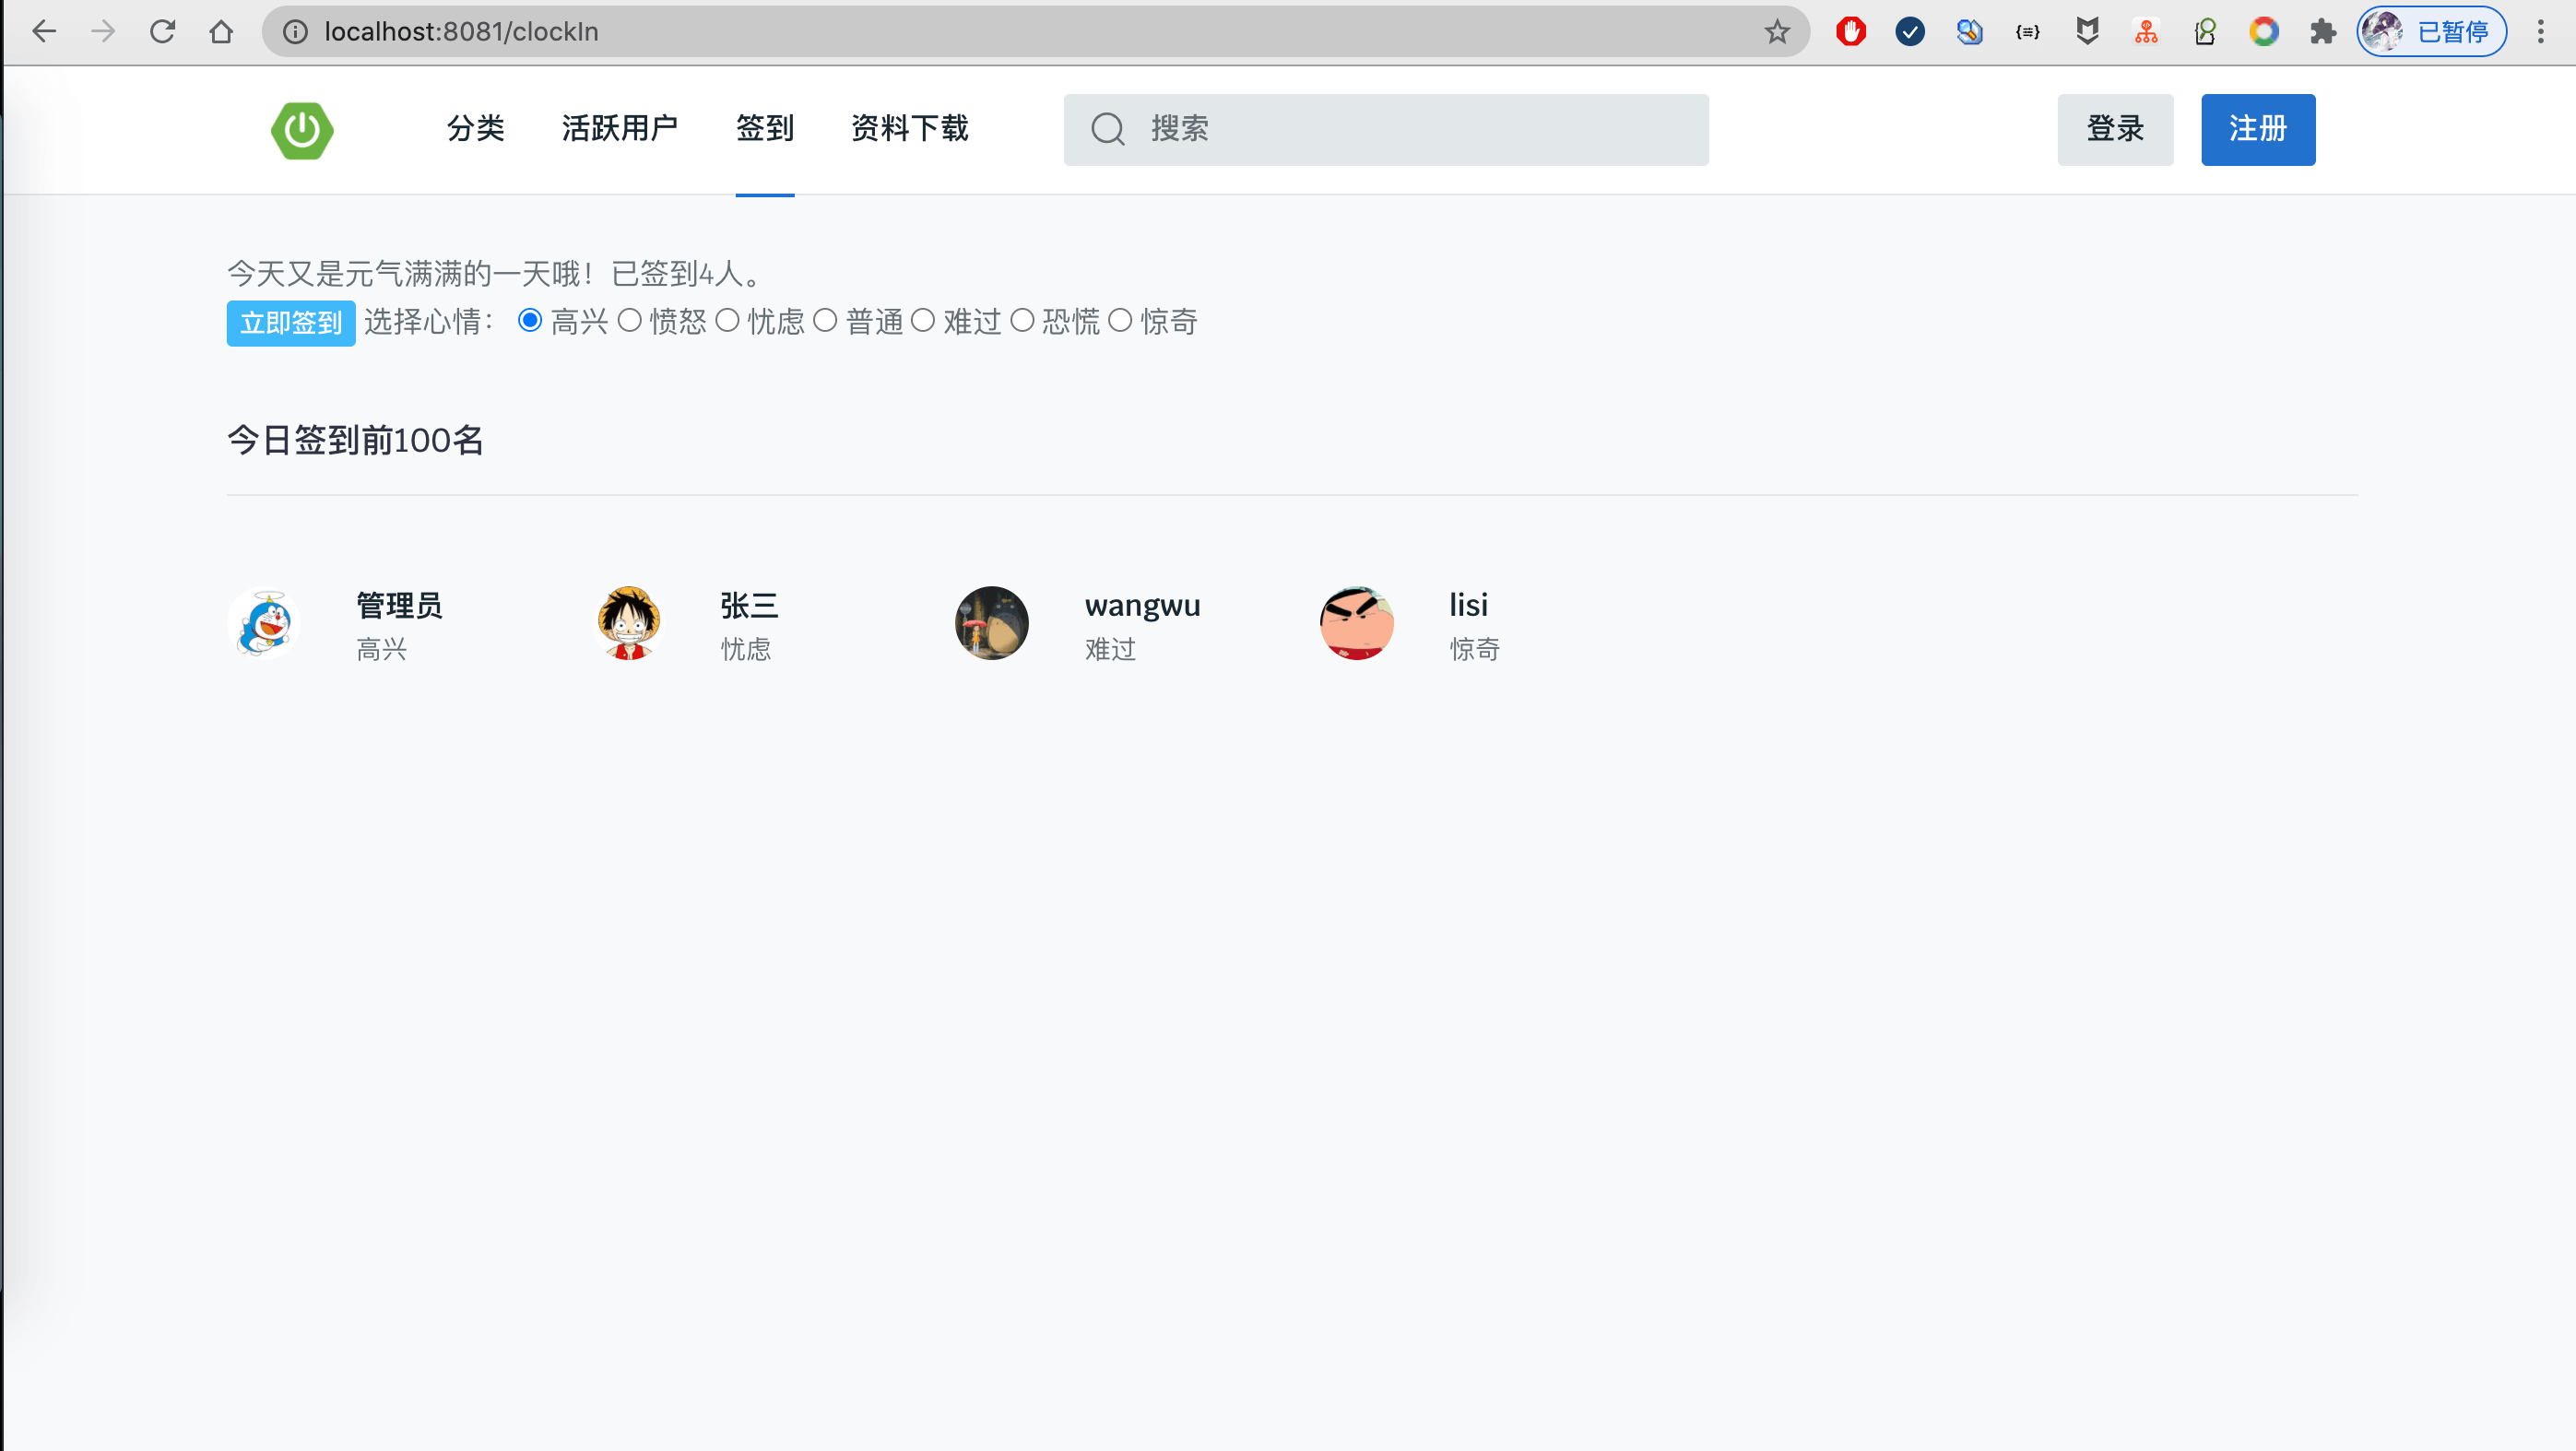 localhost:8081/clockIn
已暂停
分类 活跃用户 签到 资料下载 搜索 登录 注册
今天又是元气满满的一天哦！已签到4人。
立即签到 选择心情： 高兴 愤怒 忧虑 普通 难过 恐慌 惊奇
今日签到前100名
管理员
高兴
张三
忧虑
wangwu
难过
lisi
惊奇